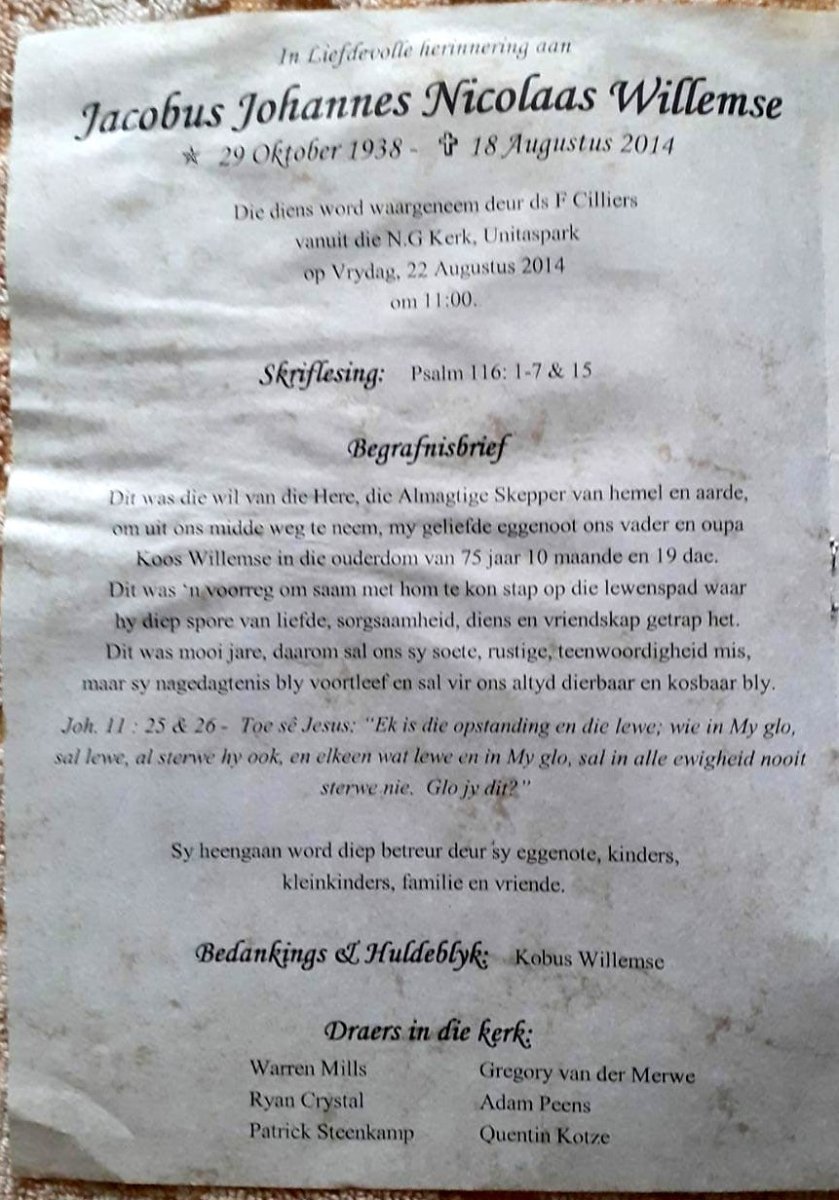 In Liefdevolle herinnering aan
Jacobus Johannes Nicolaas Willemse
☆ 29 Oktober 1938 - ✞ 18 Augustus 2014
Die diens word waargeneem deur ds F Cilliers
vanuit die N.G Kerk, Unitaspark
op Vrydag, 22 Augustus 2014
om 11:00.
Skriflesing: Psalm 116: 1-7 & 15
Begrafnisbrief
Dit was die wil van die Here, die Almagtige Skepper van hemel en aarde,
om uit ons midde weg te neem, my geliefde eggenoot ons vader en oupa
Koos Willemse in die ouderdom van 75 jaar 10 maande en 19 dae.
Dit was 'n voorreg om saam met hom te kon stap op die lewenspad waar
hy diep spore van liefde, sorgsaamheid, diens en vriendskap getrap het.
Dit was mooi jare, daarom sal ons sy soete, rustige, teenwoordigheid mis,
maar sy nagedagtenis bly voortleef en sal vir ons altyd dierbaar en kosbaar bly.
Joh. 11 : 25 & 26 - Toe sê Jesus: "Ek is die opstanding en die lewe; wie in My glo,
sal lewe, al sterwe hy ook, en elkeen wat lewe en in My glo, sal in alle ewigheid nooit
sterwe nie. Glo jy dit?"
Sy heengaan word diep betreur deur sy eggenote, kinders,
kleinkinders, familie en vriende.
Bedankings & Huldeblyk: Kobus Willemse
Draers in die kerk:
Warren Mills Gregory van der Merwe
Ryan Crystal Adam Peens
Patrick Steenkamp Quentin Kotze